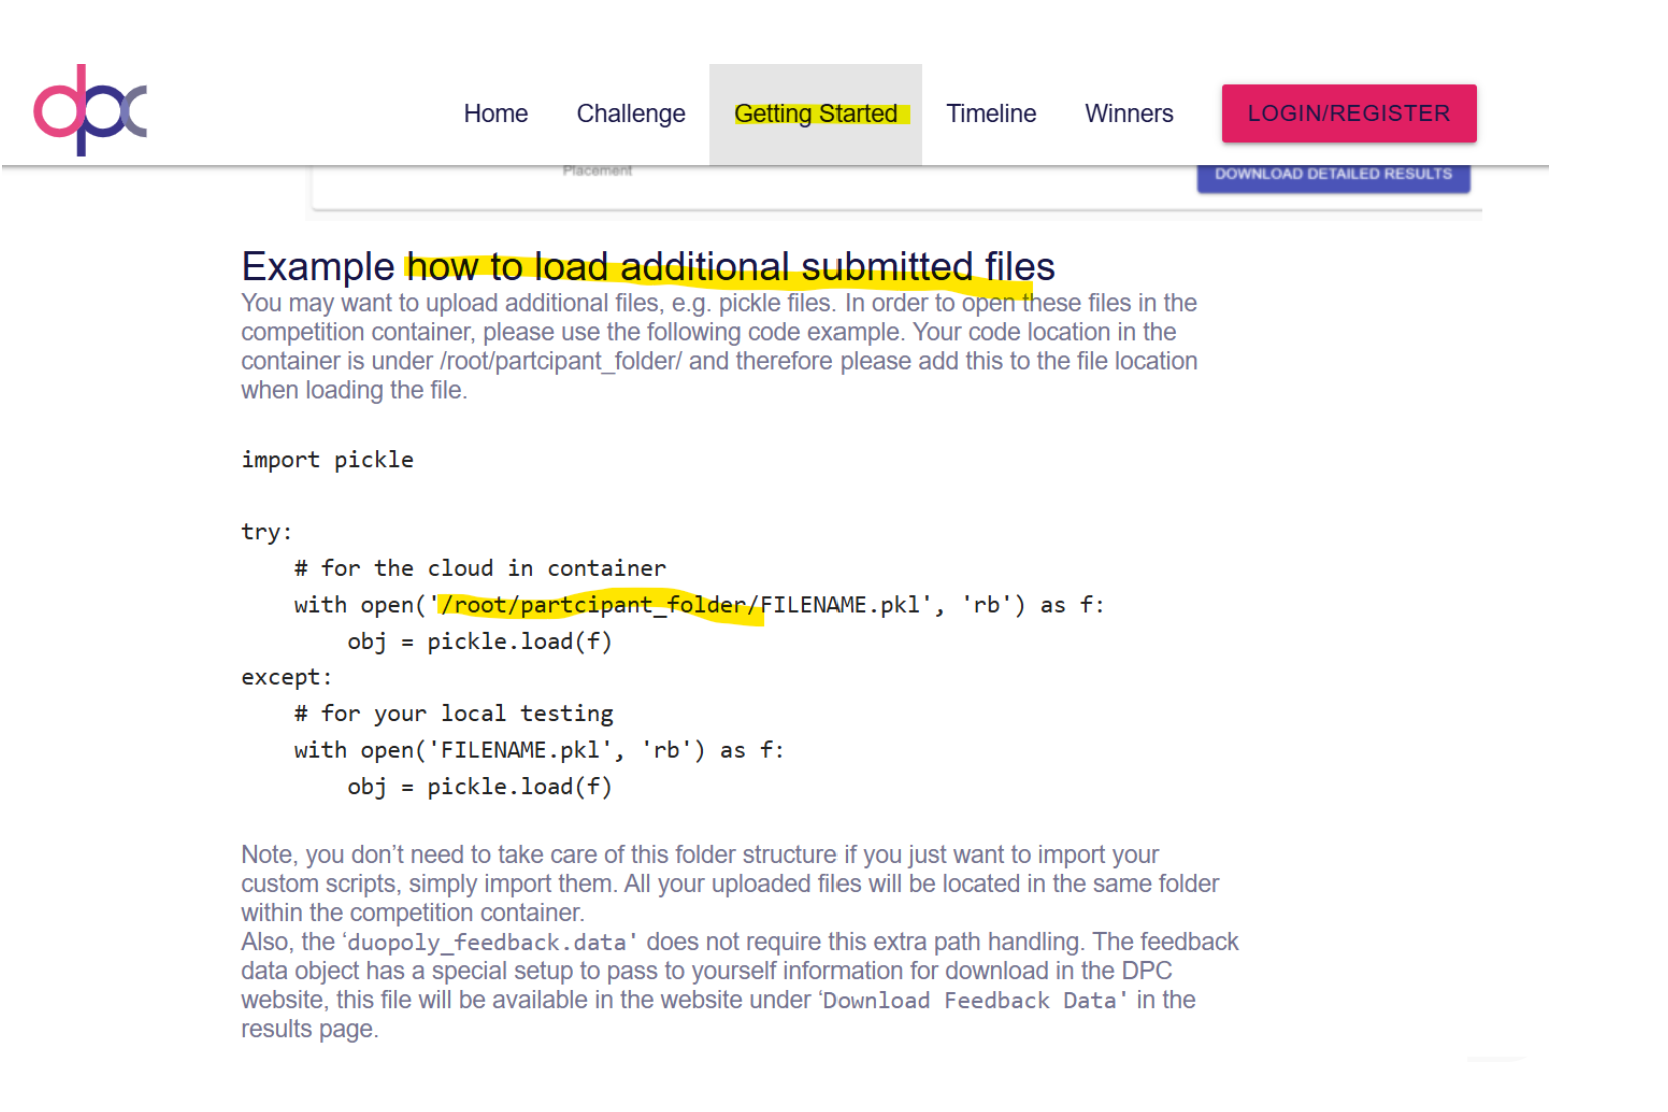 dpc
Home Challenge Getting Started Timeline Winners LOGIN/REGISTER
Placement DOWNLOAD DETAILED RESULTS
Example how to load additional submitted files
You may want to upload additional files, e.g. pickle files. In order to open these files in the
competition container, please use the following code example. Your code location in the
container is under /root/partcipant_folder/ and therefore please add this to the file location
when loading the file.
import pickle
try:
    # for the cloud in container
    with open('/root/partcipant_folder/FILENAME.pkl', 'rb') as f:
        obj = pickle.load(f)
except:
    # for your local testing
    with open('FILENAME.pkl', 'rb') as f:
        obj = pickle.load(f)
Note, you don’t need to take care of this folder structure if you just want to import your
custom scripts, simply import them. All your uploaded files will be located in the same folder
within the competition container.
Also, the ‘duopoly_feedback.data' does not require this extra path handling. The feedback
data object has a special setup to pass to yourself information for download in the DPC
website, this file will be available in the website under ‘Download Feedback Data' in the
results page.